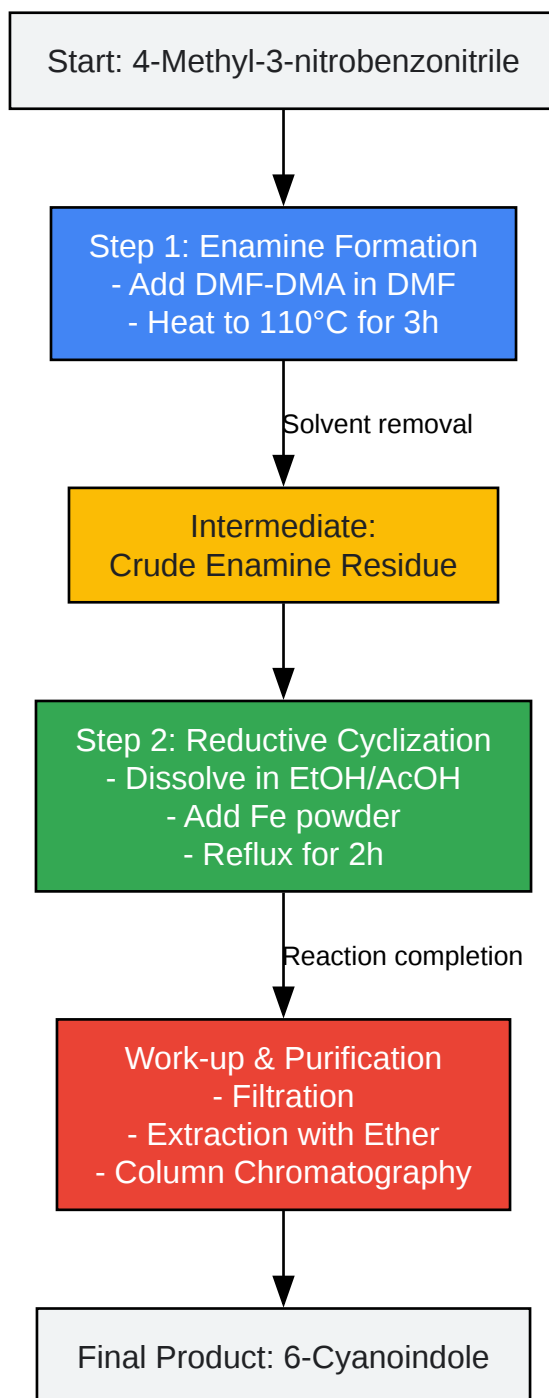 Start: 4-Methyl-3-nitrobenzonitrile
Step 1: Enamine Formation
- Add DMF-DMA in DMF
- Heat to 110°C for 3h
Solvent removal
Intermediate:
Crude Enamine Residue
Step 2: Reductive Cyclization
- Dissolve in EtOH/AcOH
- Add Fe powder
- Reflux for 2h
Reaction completion
Work-up & Purification
- Filtration
- Extraction with Ether
- Column Chromatography
Final Product: 6-Cyanoindole